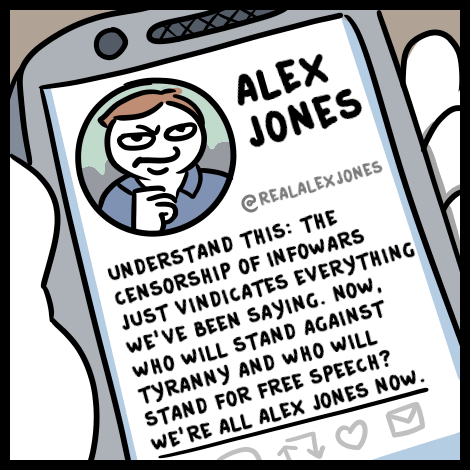 ALEX
JONES
@REALALEXJONES
UNDERSTAND THIS: THE
CENSORSHIP OF INFOWARS
JUST VINDICATES EVERYTHING
WE'VE BEEN SAYING. NOW,
WHO WILL STAND AGAINST
TYRANNY AND WHO WILL
STAND FOR FREE SPEECH?
WE'RE ALL ALEX JONES NOW.